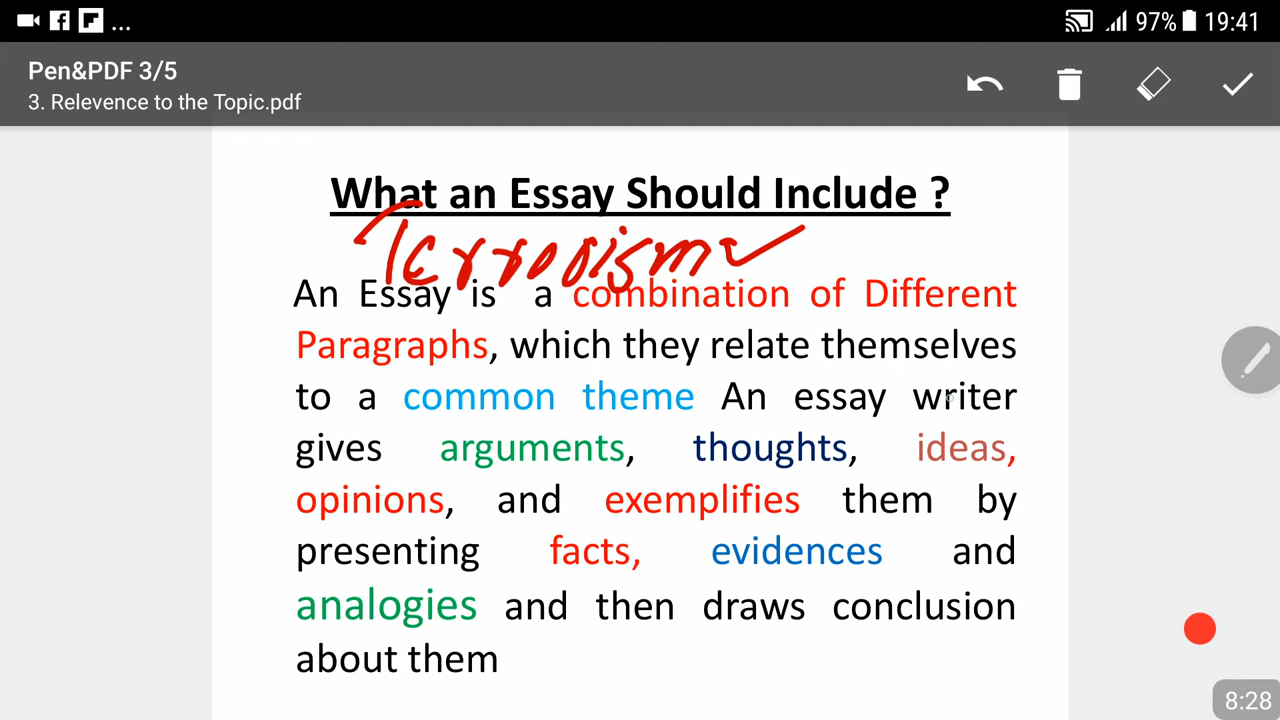 ... 97% 19:41
Pen&PDF 3/5
3. Relevence to the Topic.pdf
What an Essay Should Include ?
Terrorism
An Essay is a combination of Different
Paragraphs, which they relate themselves
to a common theme An essay writer
gives arguments, thoughts, ideas,
opinions, and exemplifies them by
presenting facts, evidences and
analogies and then draws conclusion
about them
8:28